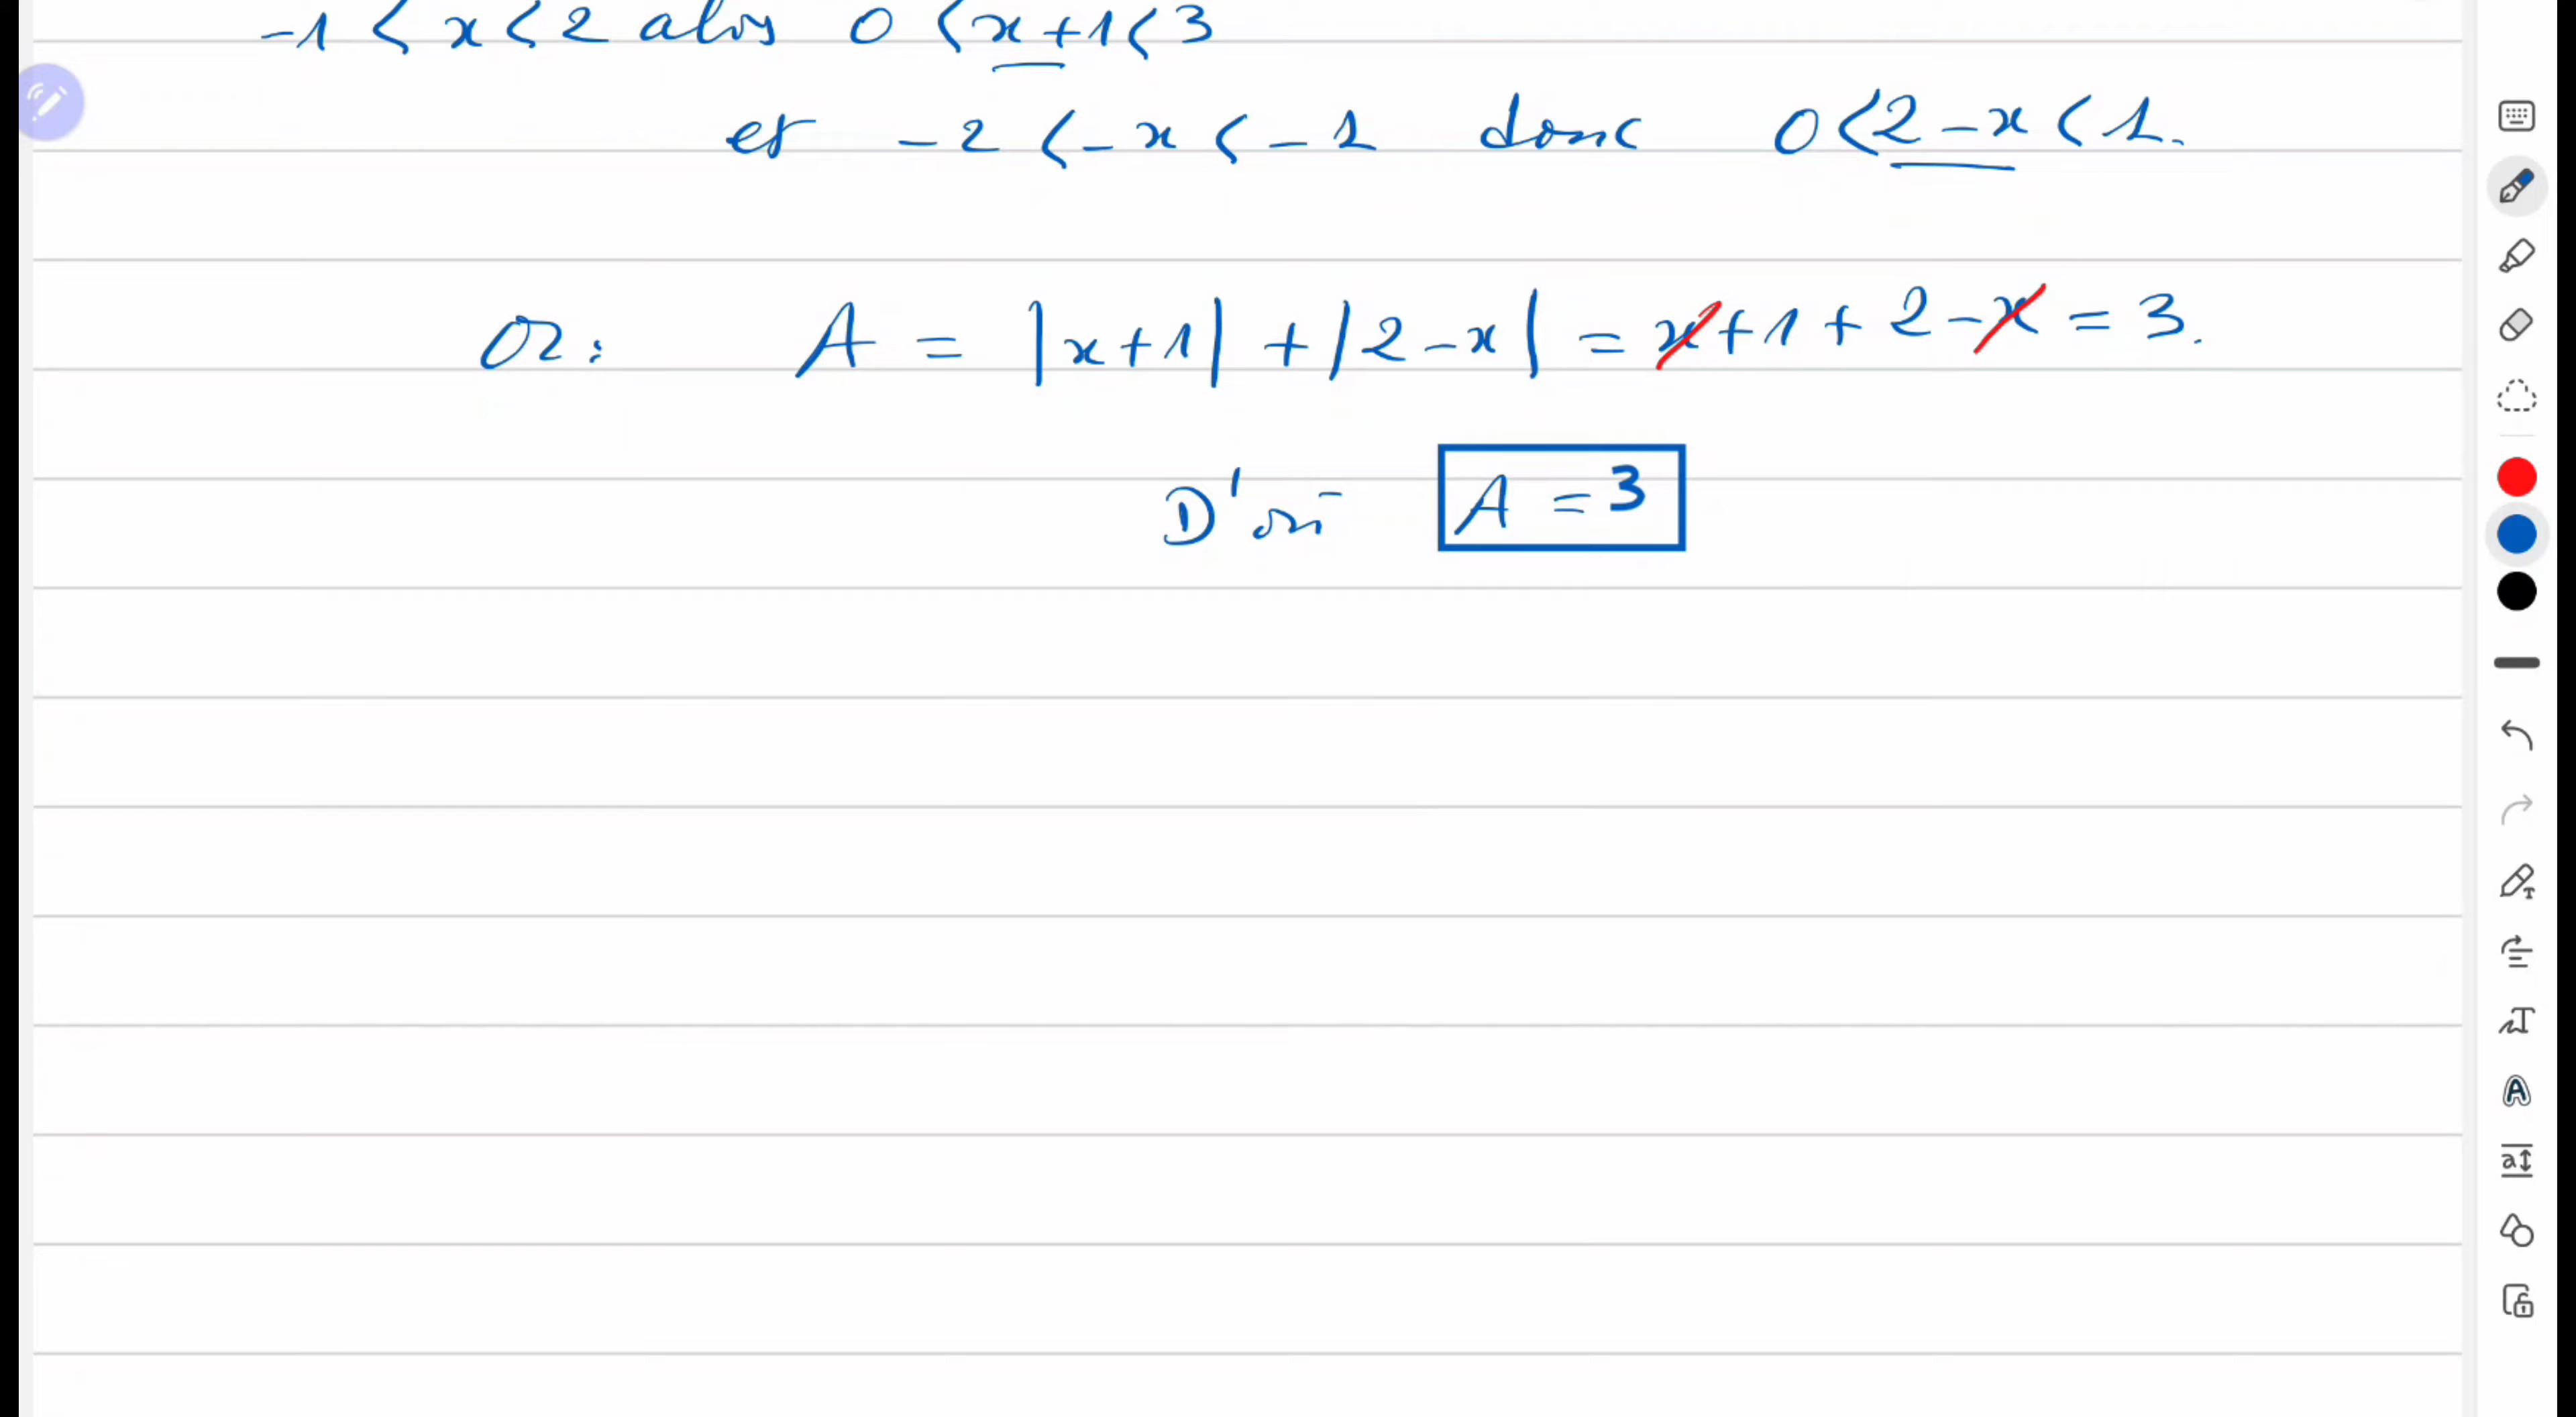 -1 < x < 2 alors 0 < x+1 < 3
et -2 < -x < -1 donc 0 < 2-x < 1.
Or : A = |x+1| + |2-x| = x+1+2-x = 3.
D'où A = 3